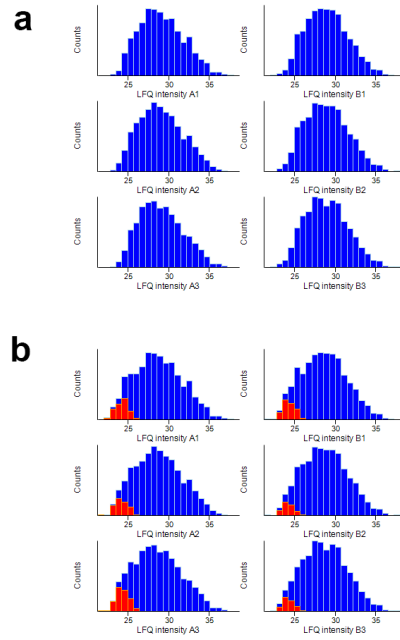 a
Counts
25 30 35
LFQ intensity A1
Counts
25 30 35
LFQ intensity B1
Counts
25 30 35
LFQ intensity A2
Counts
25 30 35
LFQ intensity B2
Counts
25 30 35
LFQ intensity A3
Counts
25 30 35
LFQ intensity B3
b
Counts
25 30 35
LFQ intensity A1
Counts
25 30 35
LFQ intensity B1
Counts
25 30 35
LFQ intensity A2
Counts
25 30 35
LFQ intensity B2
Counts
25 30 35
LFQ intensity A3
Counts
25 30 35
LFQ intensity B3